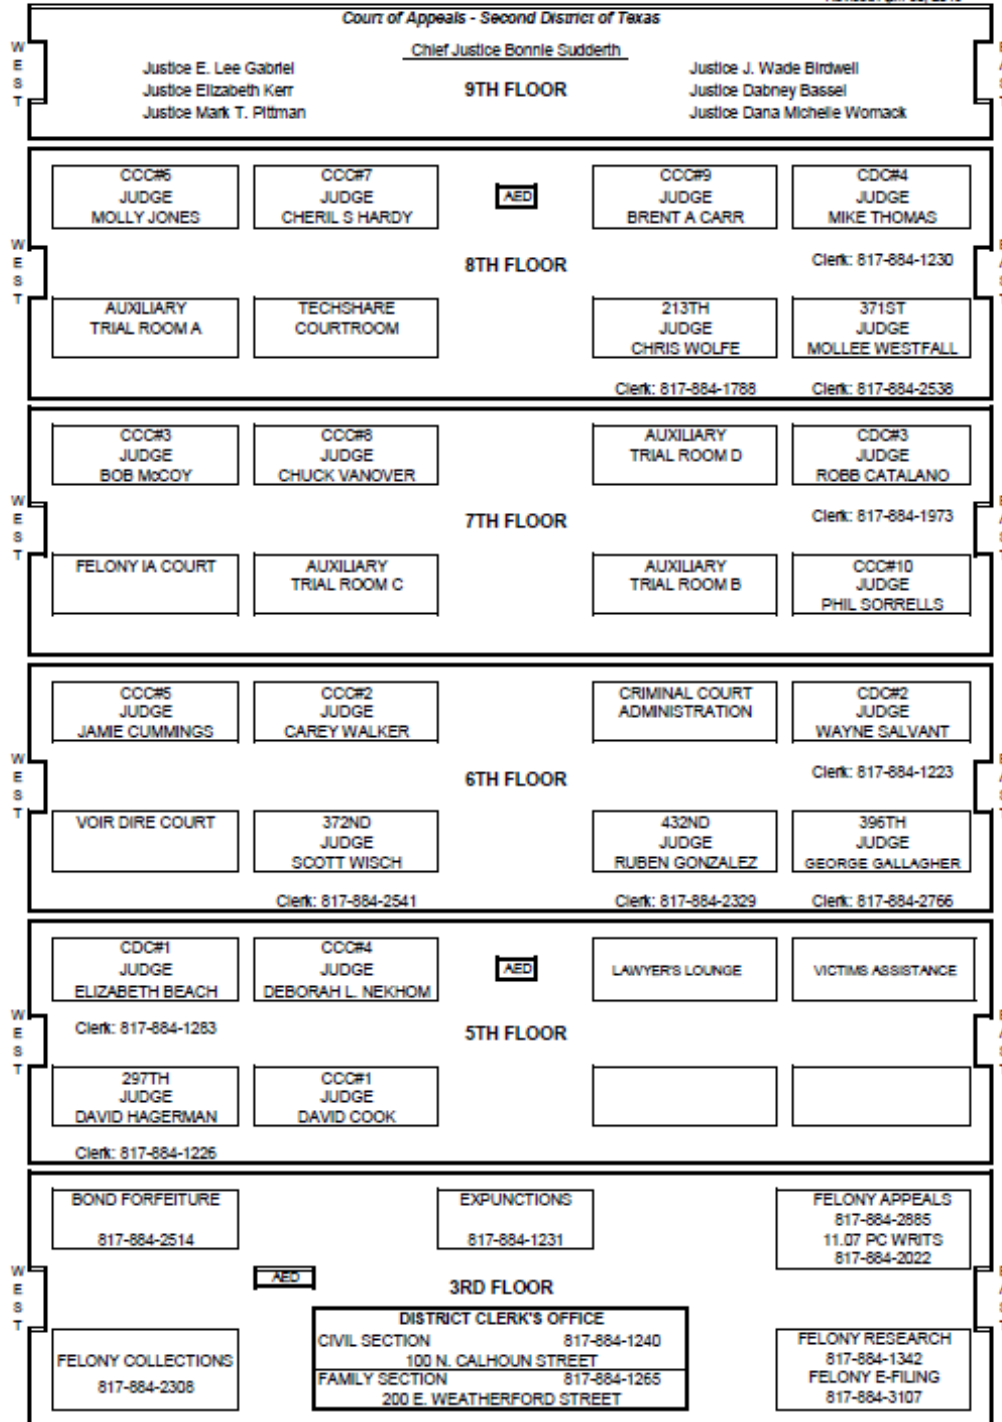 Court of Appeals - Second District of Texas
Chief Justice Bonnie Sudderth
Justice E. Lee Gabriel
Justice J. Wade Birdwell
Justice Elizabeth Kerr
9TH FLOOR
Justice Dabney Bassel
Justice Mark T. Pittman
Justice Dana Michelle Womack
WEST
CCC#6
JUDGE
MOLLY JONES
CCC#7
JUDGE
CHERIL S HARDY
AED
CCC#9
JUDGE
BRENT A CARR
CDC#4
JUDGE
MIKE THOMAS
Clerk: 817-884-1230
WEST
8TH FLOOR
AUXILIARY
TRIAL ROOM A
TECHSHARE
COURTROOM
213TH
JUDGE
CHRIS WOLFE
Clerk: 817-884-1788
371ST
JUDGE
MOLLEE WESTFALL
Clerk: 817-884-2538
CCC#3
JUDGE
BOB McCOY
CCC#8
JUDGE
CHUCK VANOVER
AUXILIARY
TRIAL ROOM D
CDC#3
JUDGE
ROBB CATALANO
Clerk: 817-884-1973
WEST
7TH FLOOR
FELONY IA COURT
AUXILIARY
TRIAL ROOM C
AUXILIARY
TRIAL ROOM B
CCC#10
JUDGE
PHIL SORRELLS
CCC#5
JUDGE
JAMIE CUMMINGS
CCC#2
JUDGE
CAREY WALKER
CRIMINAL COURT
ADMINISTRATION
CDC#2
JUDGE
WAYNE SALVANT
Clerk: 817-884-1223
WEST
6TH FLOOR
VOIR DIRE COURT
372ND
JUDGE
SCOTT WISCH
Clerk: 817-884-2541
432ND
JUDGE
RUBEN GONZALEZ
Clerk: 817-884-2329
396TH
JUDGE
GEORGE GALLAGHER
Clerk: 817-884-2766
CDC#1
JUDGE
ELIZABETH BEACH
Clerk: 817-884-1283
CCC#4
JUDGE
DEBORAH L. NEKHOM
AED
LAWYER'S LOUNGE
VICTIMS ASSISTANCE
WEST
5TH FLOOR
297TH
JUDGE
DAVID HAGERMAN
Clerk: 817-884-1226
CCC#1
JUDGE
DAVID COOK
BOND FORFEITURE
817-884-2514
EXPUNCTIONS
817-884-1231
FELONY APPEALS
817-884-2885
11.07 PC WRITS
817-884-2022
AED
WEST
3RD FLOOR
FELONY COLLECTIONS
817-884-2308
DISTRICT CLERK'S OFFICE
CIVIL SECTION 817-884-1240
100 N. CALHOUN STREET
FAMILY SECTION 817-884-1265
200 E. WEATHERFORD STREET
FELONY RESEARCH
817-884-1342
FELONY E-FILING
817-884-3107